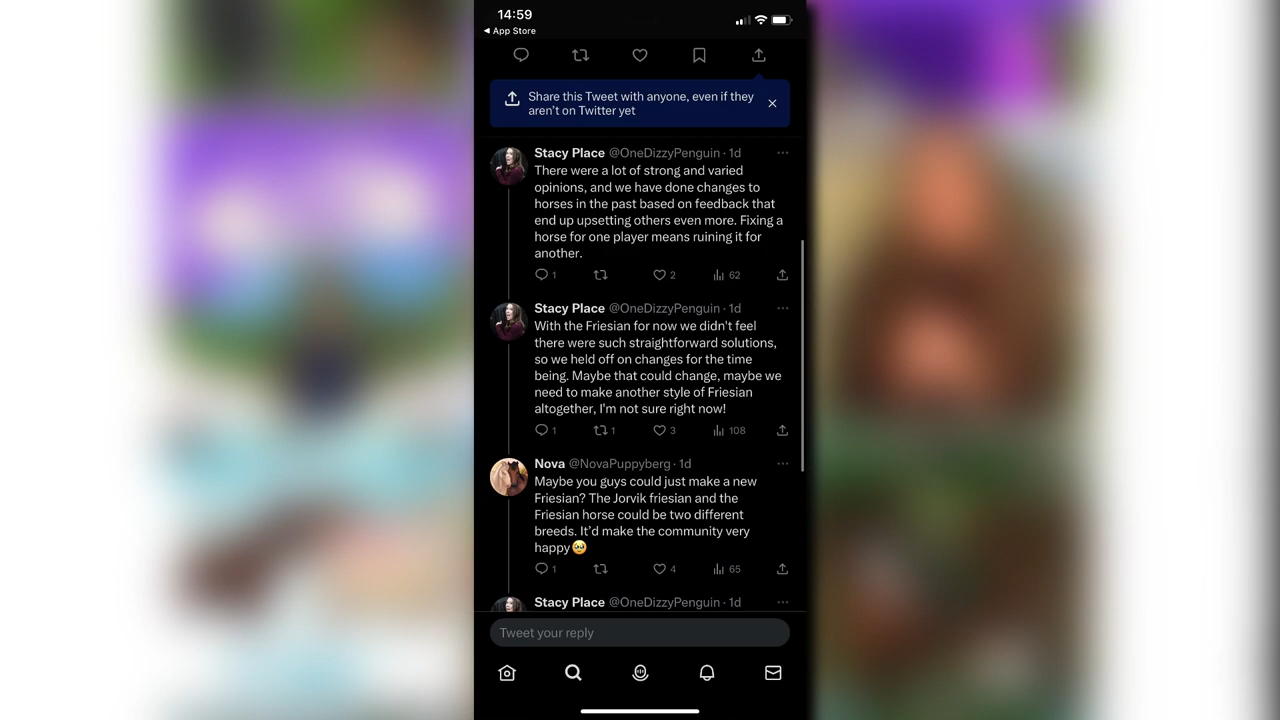 14:59
◀ App Store
Share this Tweet with anyone, even if they
aren't on Twitter yet
Stacy Place @OneDizzyPenguin · 1d
There were a lot of strong and varied
opinions, and we have done changes to
horses in the past based on feedback that
end up upsetting others even more. Fixing a
horse for one player means ruining it for
another.
1 2 62
Stacy Place @OneDizzyPenguin · 1d
With the Friesian for now we didn't feel
there were such straightforward solutions,
so we held off on changes for the time
being. Maybe that could change, maybe we
need to make another style of Friesian
altogether, I'm not sure right now!
1 1 3 108
Nova @NovaPuppyberg · 1d
Maybe you guys could just make a new
Friesian? The Jorvik friesian and the
Friesian horse could be two different
breeds. It'd make the community very
happy🥹
1 4 65
Stacy Place @OneDizzyPenguin · 1d
Tweet your reply